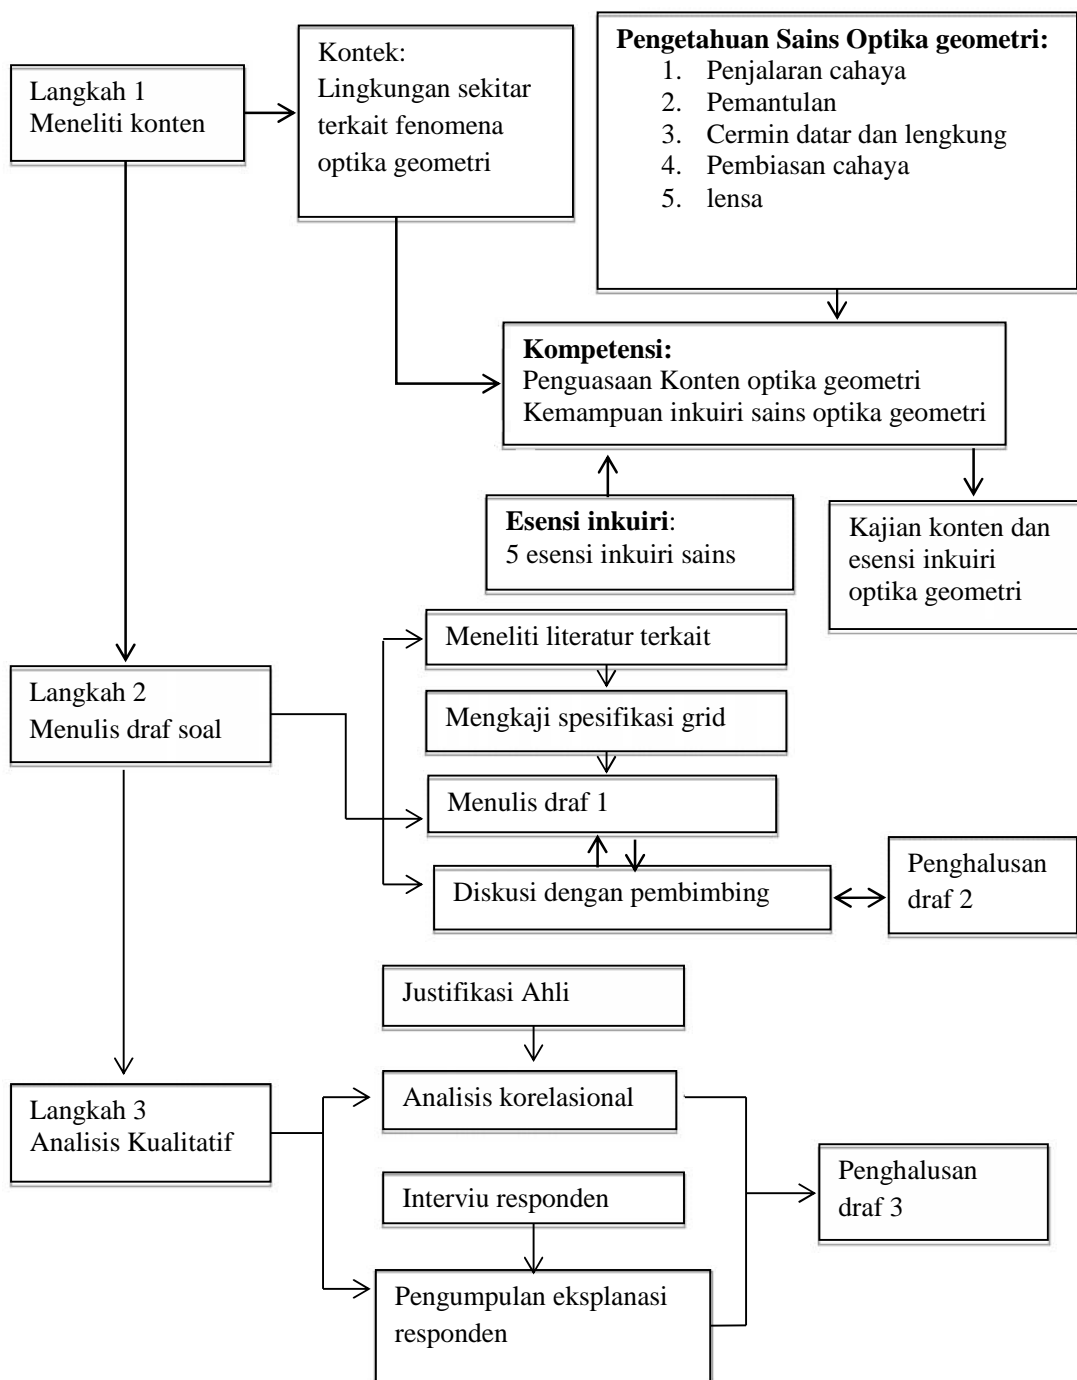 Langkah 1
Meneliti konten
Kontek:
Lingkungan sekitar
terkait fenomena
optika geometri
Pengetahuan Sains Optika geometri:
1. Penjalaran cahaya
2. Pemantulan
3. Cermin datar dan lengkung
4. Pembiasan cahaya
5. lensa
Kompetensi:
Penguasaan Konten optika geometri
Kemampuan inkuiri sains optika geometri
Esensi inkuiri:
5 esensi inkuiri sains
Kajian konten dan
esensi inkuiri
optika geometri
Langkah 2
Menulis draf soal
Meneliti literatur terkait
Mengkaji spesifikasi grid
Menulis draf 1
Diskusi dengan pembimbing
Penghalusan
draf 2
Langkah 3
Analisis Kualitatif
Justifikasi Ahli
Analisis korelasional
Interviu responden
Pengumpulan eksplanasi
responden
Penghalusan
draf 3